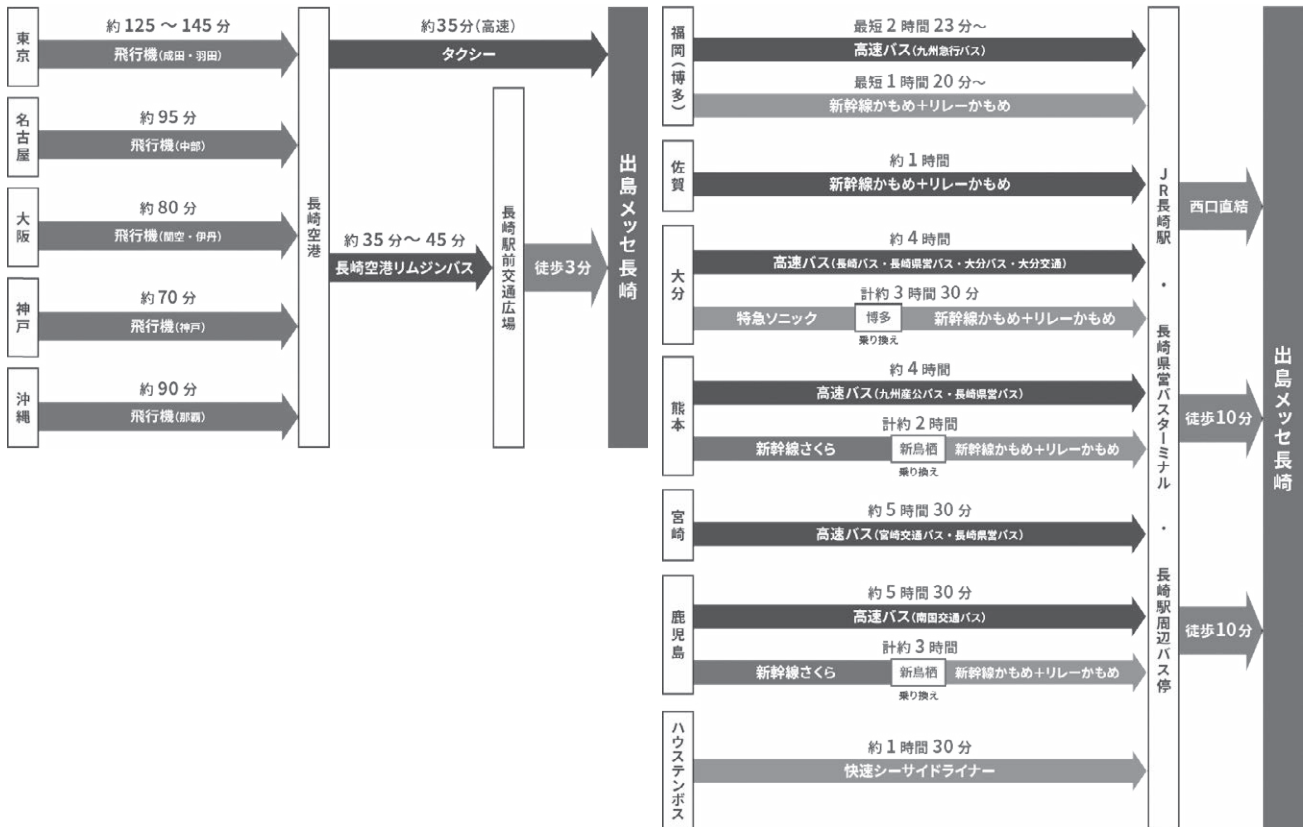 東京
約125～145分
飛行機(成田・羽田)
名古屋
約95分
飛行機(中部)
大阪
約80分
飛行機(関空・伊丹)
神戸
約70分
飛行機(神戸)
沖縄
約90分
飛行機(那覇)
長崎空港
約35分(高速)
タクシー
約35分～45分
長崎空港リムジンバス
長崎駅前交通広場
徒歩3分
出島メッセ長崎
福岡(博多)
最短2時間23分～
高速バス(九州急行バス)
最短1時間20分～
新幹線かもめ+リレーかもめ
佐賀
約1時間
新幹線かもめ+リレーかもめ
大分
約4時間
高速バス(長崎バス・長崎県営バス・大分バス・大分交通)
計約3時間30分
特急ソニック
博多
乗り換え
新幹線かもめ+リレーかもめ
熊本
約4時間
高速バス(九州産交バス・長崎県営バス)
計約2時間
新幹線さくら
新鳥栖
乗り換え
新幹線かもめ+リレーかもめ
宮崎
約5時間30分
高速バス(宮崎交通バス・長崎県営バス)
鹿児島
約5時間30分
高速バス(南国交通バス)
計約3時間
新幹線さくら
新鳥栖
乗り換え
新幹線かもめ+リレーかもめ
ハウステンボス
約1時間30分
快速シーサイドライナー
JR長崎駅・長崎県営バスターミナル・長崎駅周辺バス停
西口直結
徒歩10分
徒歩10分
出島メッセ長崎